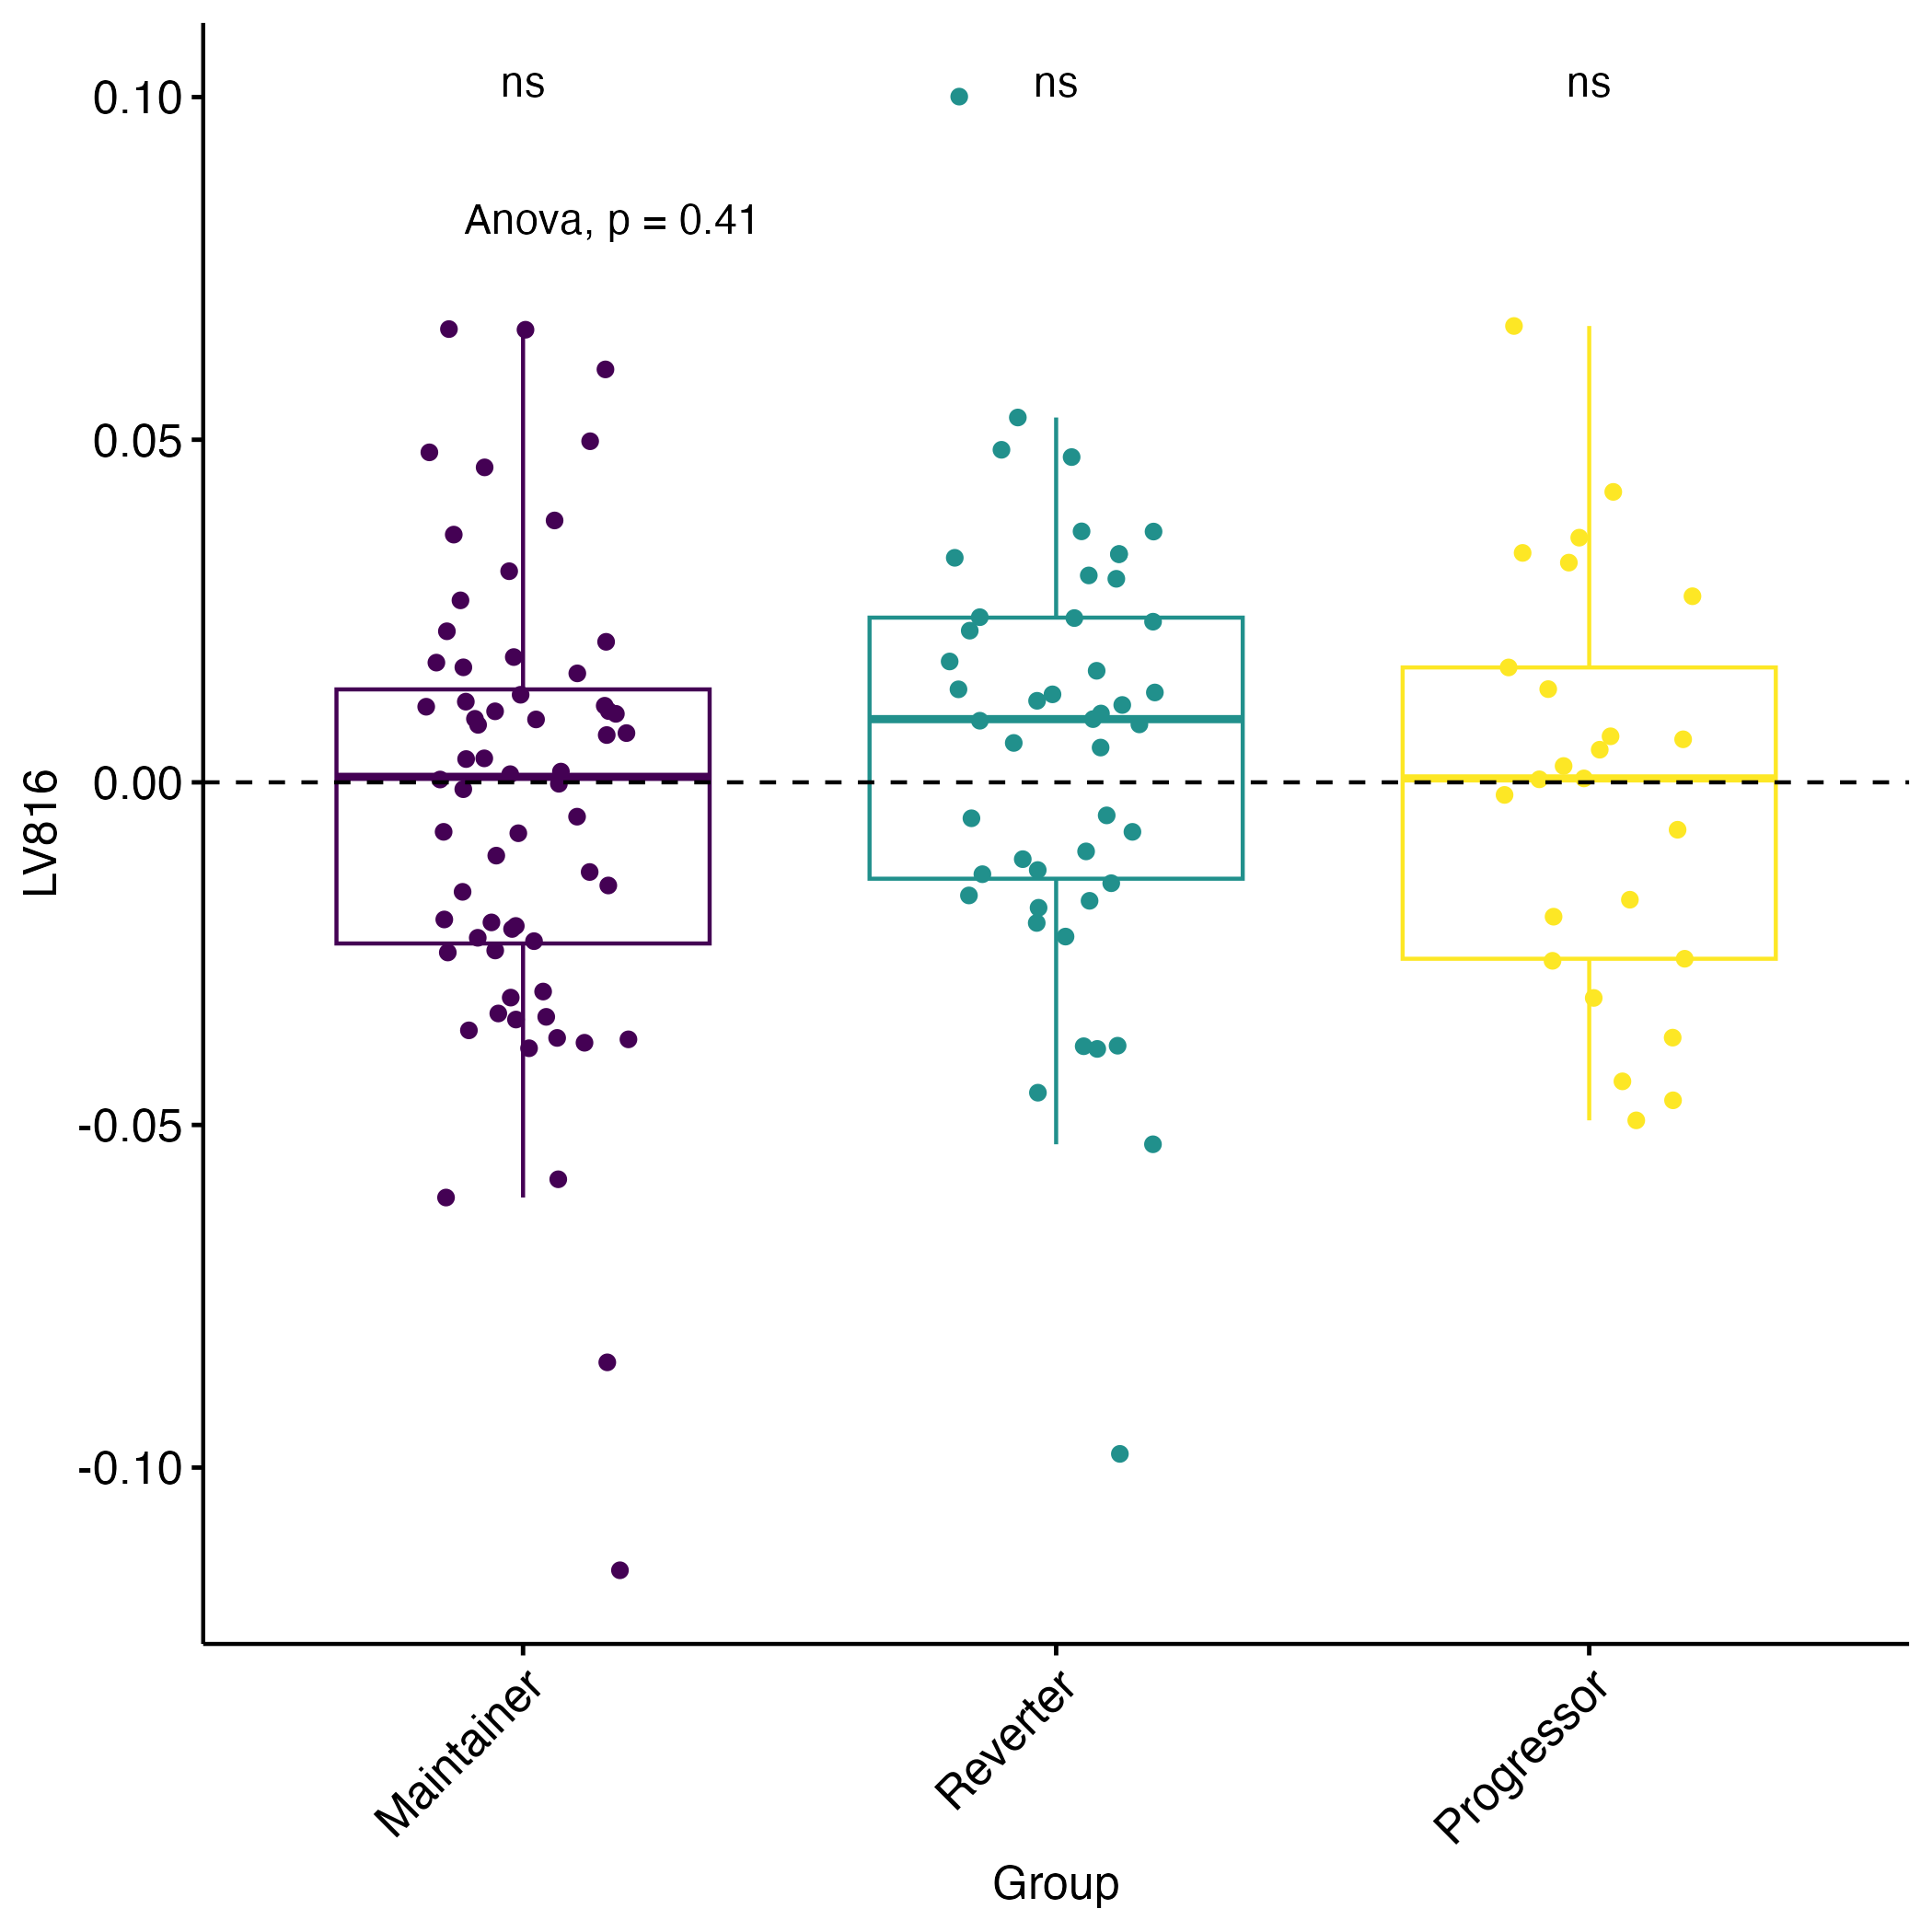 ns ns ns
Anova, p = 0.41
0.10
0.05
0.00
-0.05
-0.10
LV816
Maintainer
Reverter
Progressor
Group